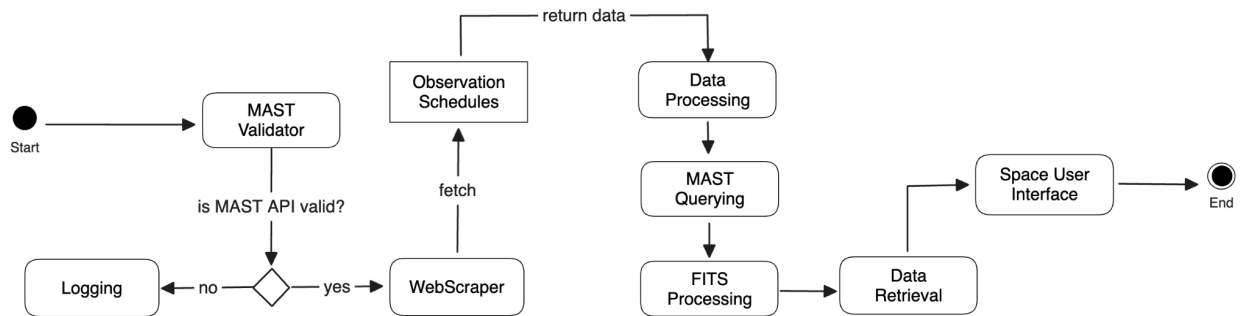 Start
MAST
Validator
is MAST API valid?
no
Logging
yes
WebScraper
fetch
Observation
Schedules
return data
Data
Processing
MAST
Querying
FITS
Processing
Data
Retrieval
Space User
Interface
End